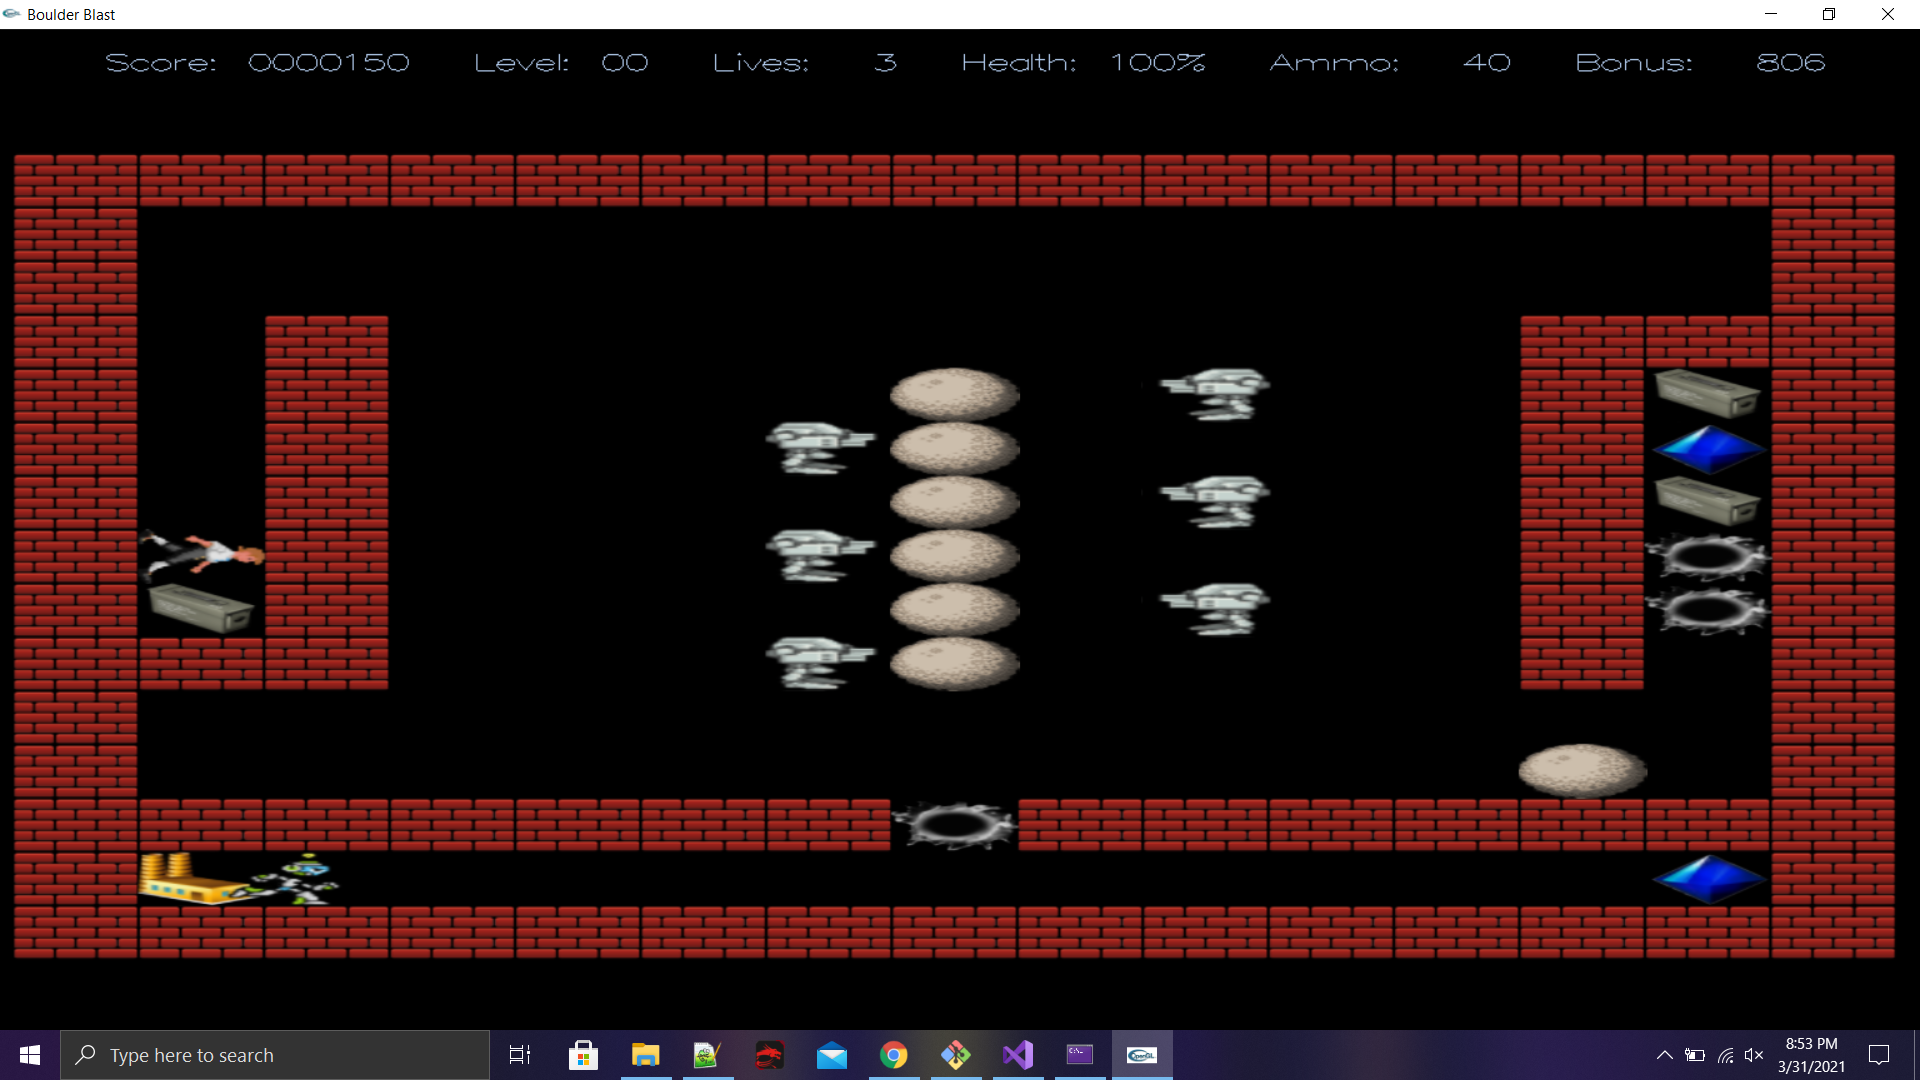 Boulder Blast
Score: 0000150 Level: 00 Lives: 3 Health: 100% Ammo: 40 Bonus: 806
Type here to search
C:\.
OpenGL
8:53 PM
3/31/2021